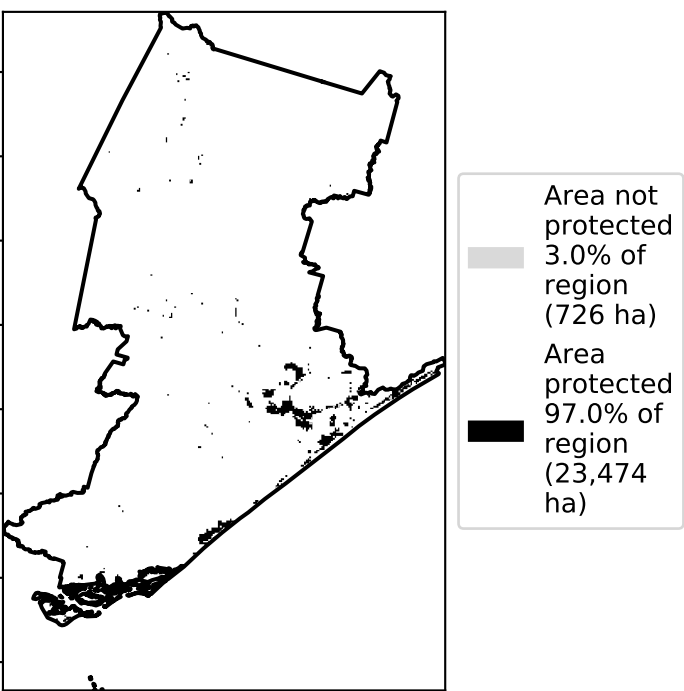 Area not
protected
3.0% of
region
(726 ha)
Area
protected
97.0% of
region
(23,474
ha)